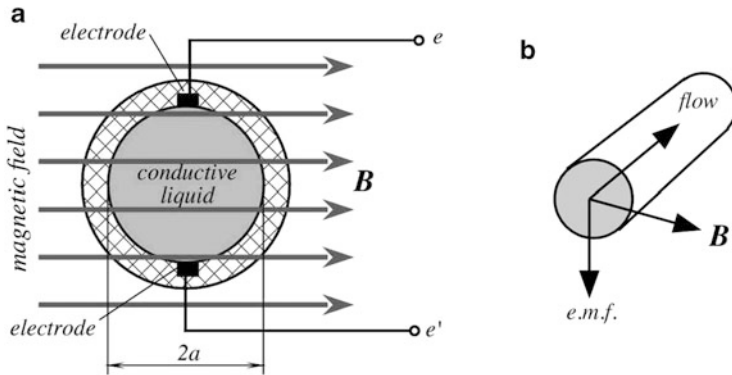 a
electrode
e
magnetic field
conductive
liquid
B
electrode
e'
2a
b
flow
B
e.m.f.